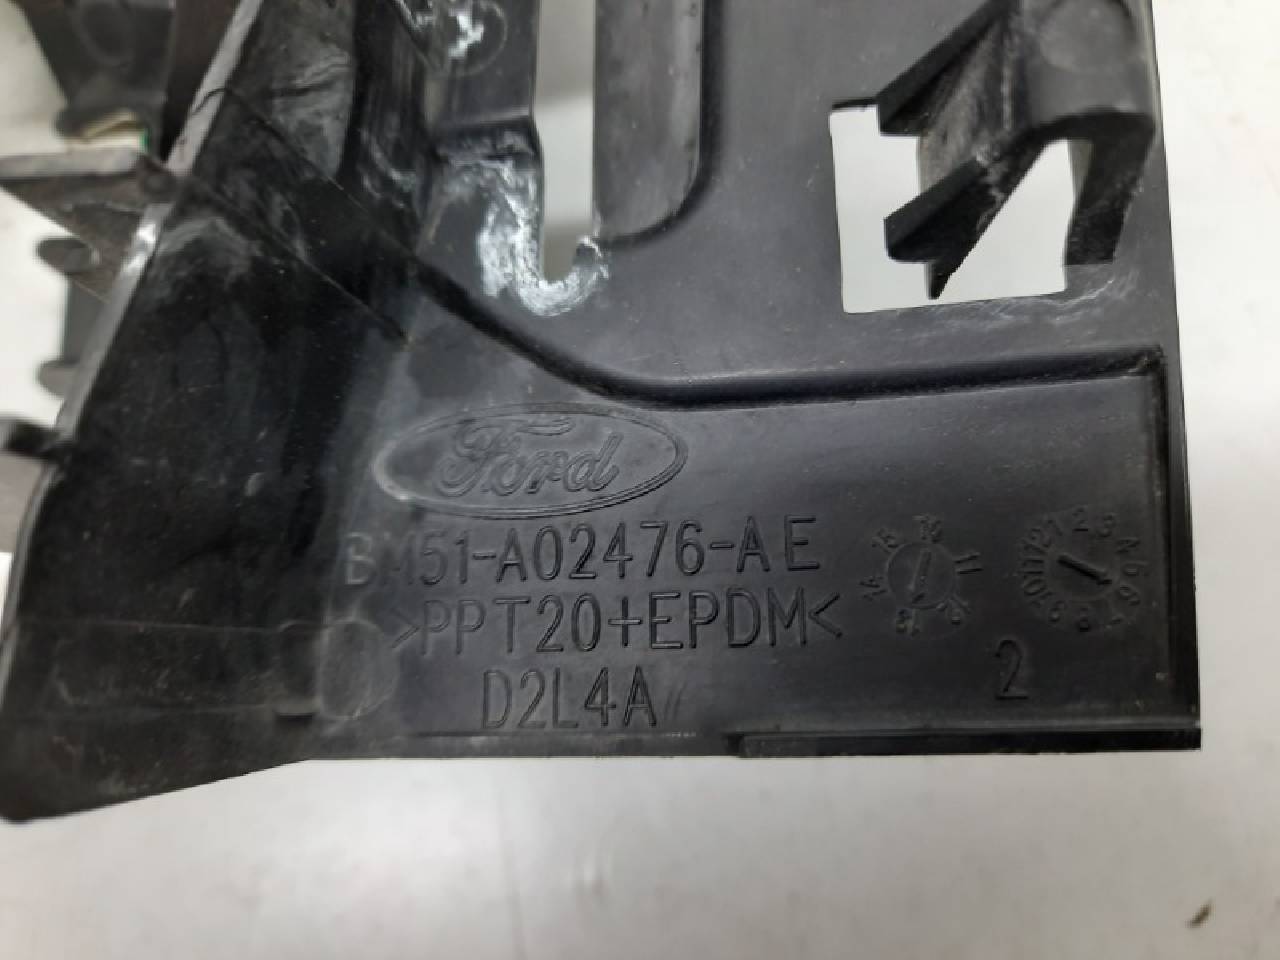 Ford
BM51-A02476-AE
>PPT20+EPDM<
D2L4A
2